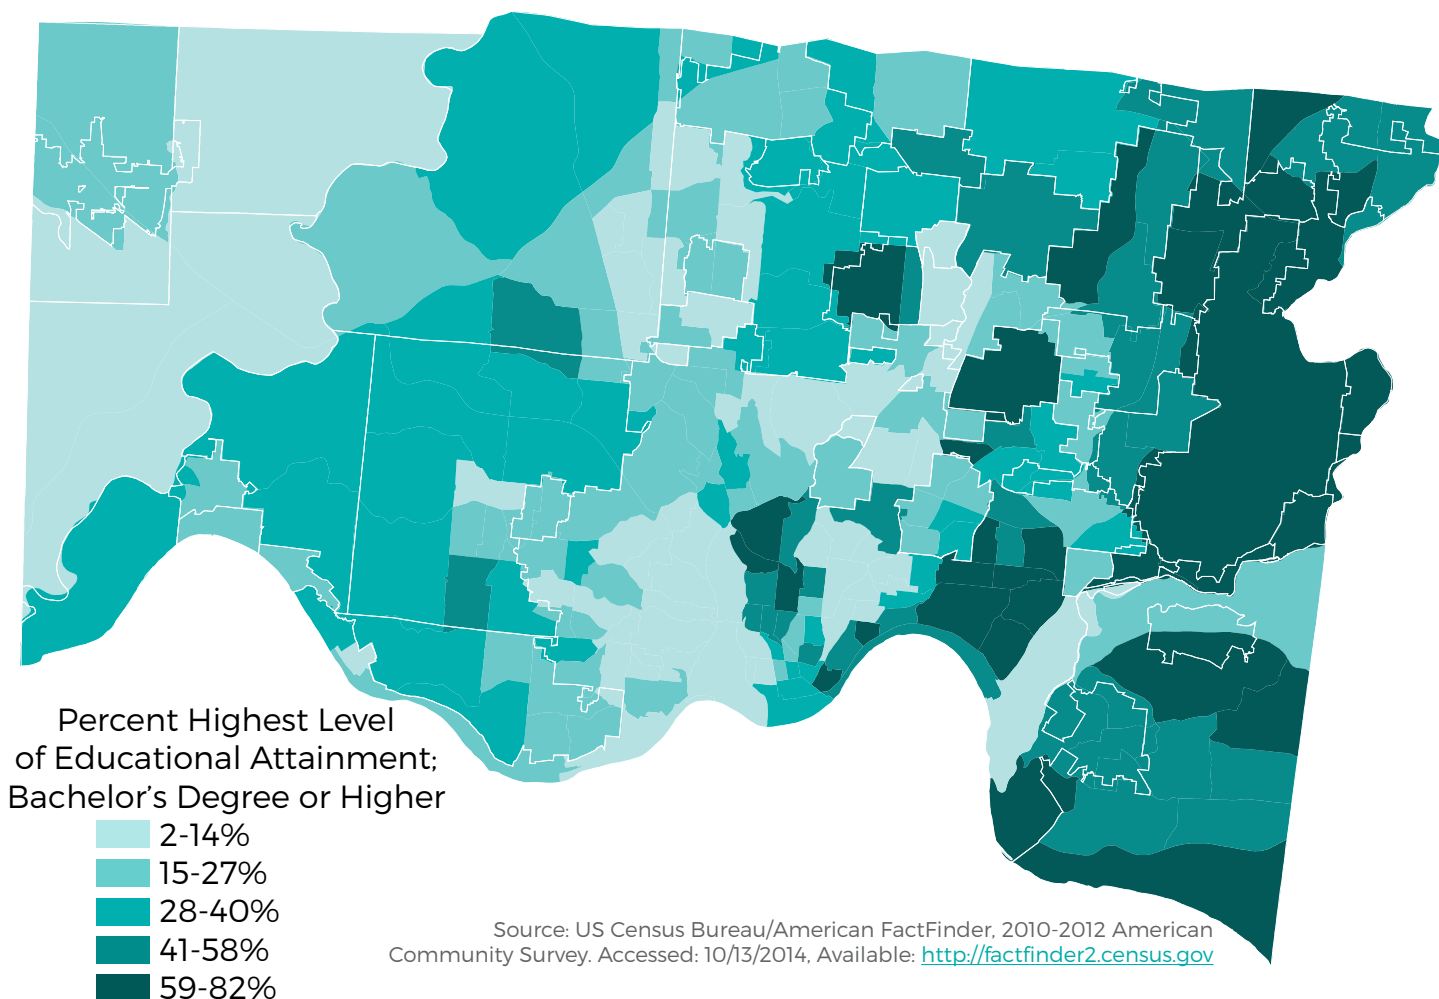 Percent Highest Level
of Educational Attainment;
Bachelor's Degree or Higher
2-14%
15-27%
28-40%
41-58%
59-82%
Source: US Census Bureau/American FactFinder, 2010-2012 American
Community Survey. Accessed: 10/13/2014, Available: http://factfinder2.census.gov